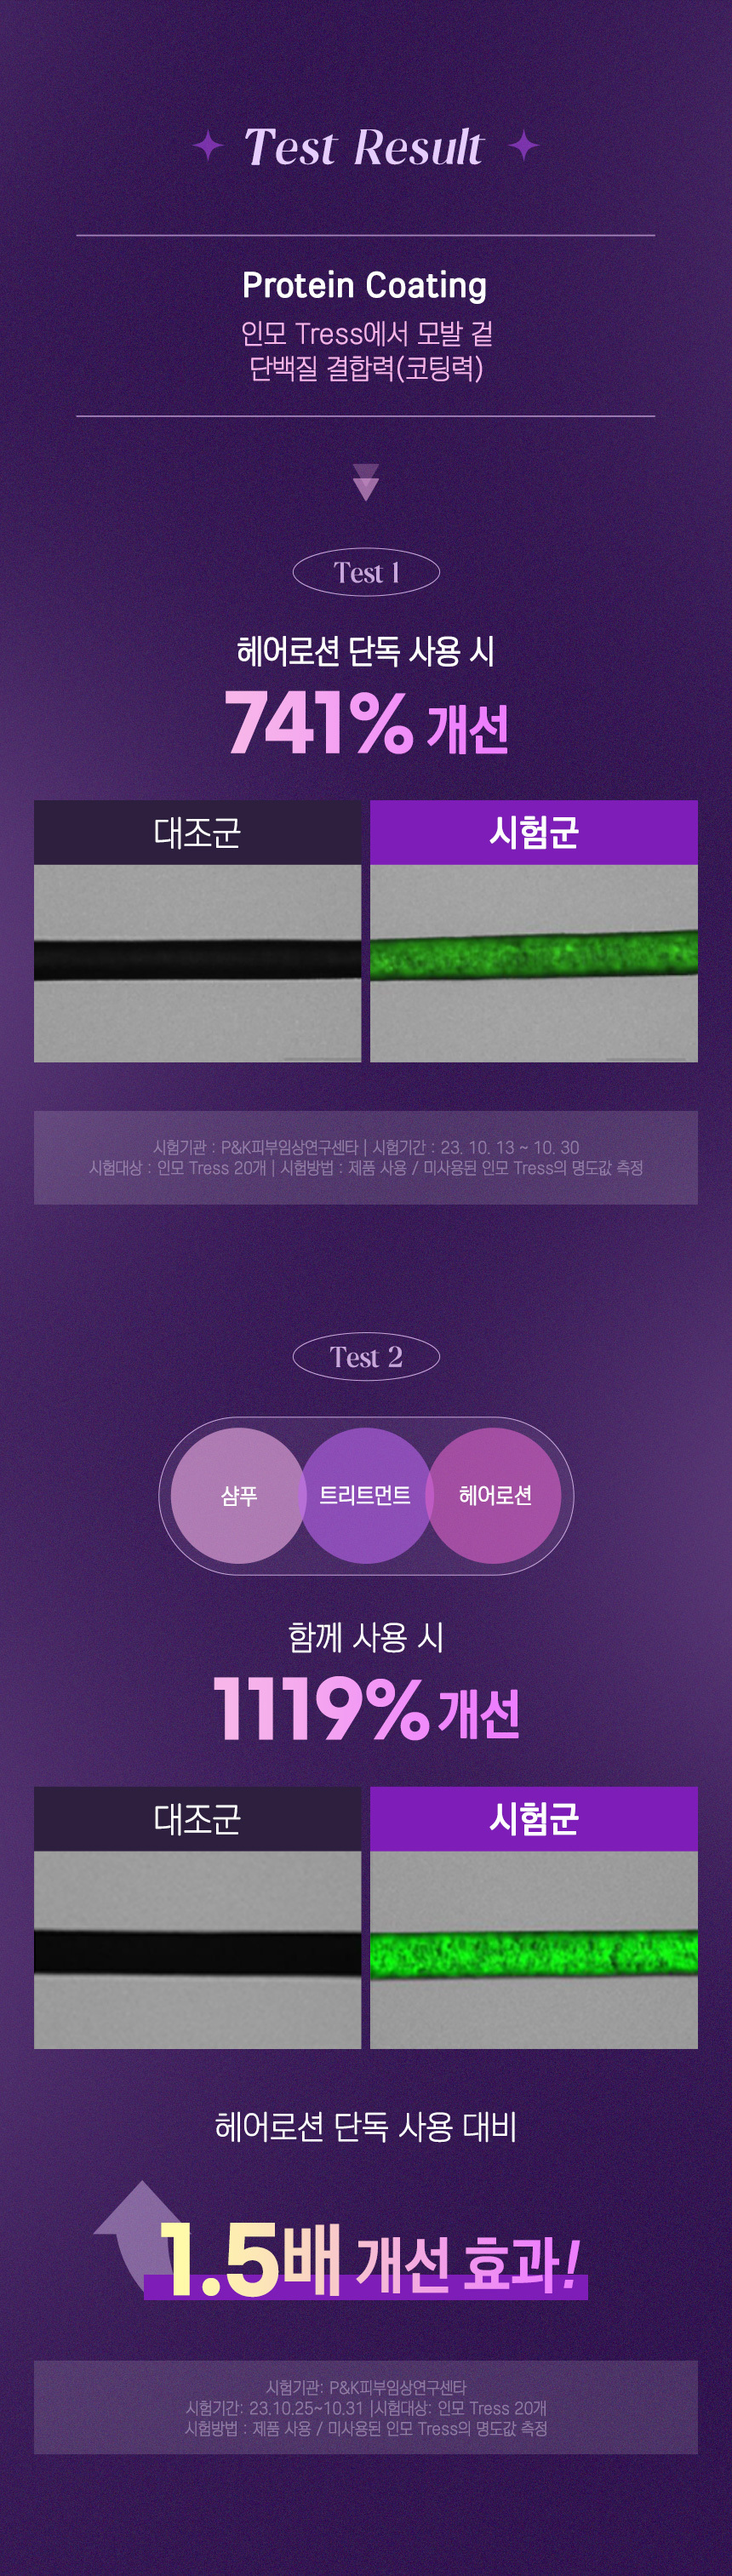 Test Result
Protein Coating
인모 Tress에서 모발 겉
단백질 결합력(코팅력)
Test 1
헤어로션 단독 사용 시
741% 개선
대조군
시험군
시험기관 : P&K피부임상연구센타 | 시험기간 : 23. 10. 13 ~ 10. 30
시험대상 : 인모 Tress 20개 | 시험방법 : 제품 사용 / 미사용된 인모 Tress의 명도값 측정
Test 2
샴푸
트리트먼트
헤어로션
함께 사용 시
1119% 개선
대조군
시험군
헤어로션 단독 사용 대비
1.5배 개선 효과!
시험기관: P&K피부임상연구센타
시험기간: 23.10.25~10.31 |시험대상: 인모 Tress 20개
시험방법 : 제품 사용 / 미사용된 인모 Tress의 명도값 측정